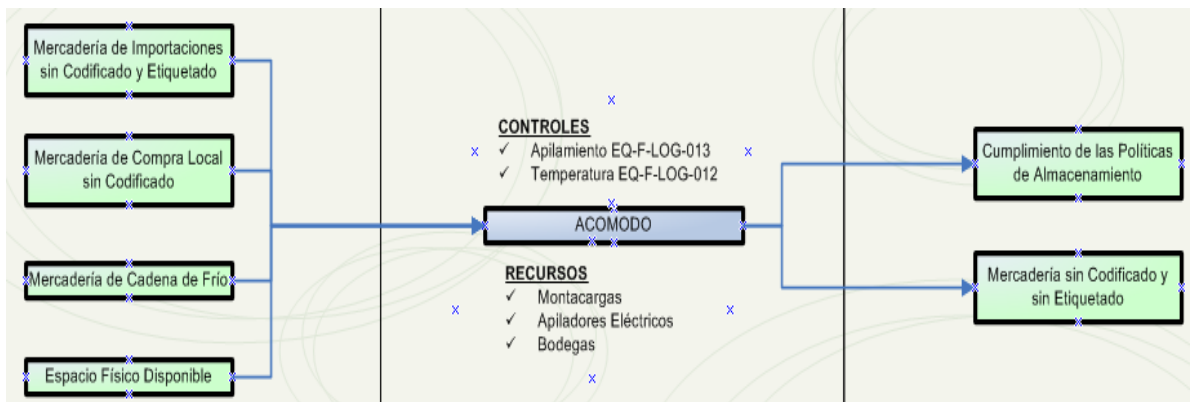 Mercadería de Importaciones
sin Codificado y Etiquetado
Mercadería de Compra Local
sin Codificado
Mercadería de Cadena de Frío
Espacio Físico Disponible
CONTROLES
✓ Apilamiento EQ-F-LOG-013
✓ Temperatura EQ-F-LOG-012
ACOMODO
RECURSOS
✓ Montacargas
✓ Apiladores Eléctricos
✓ Bodegas
Cumplimiento de las Políticas
de Almacenamiento
Mercadería sin Codificado y
sin Etiquetado